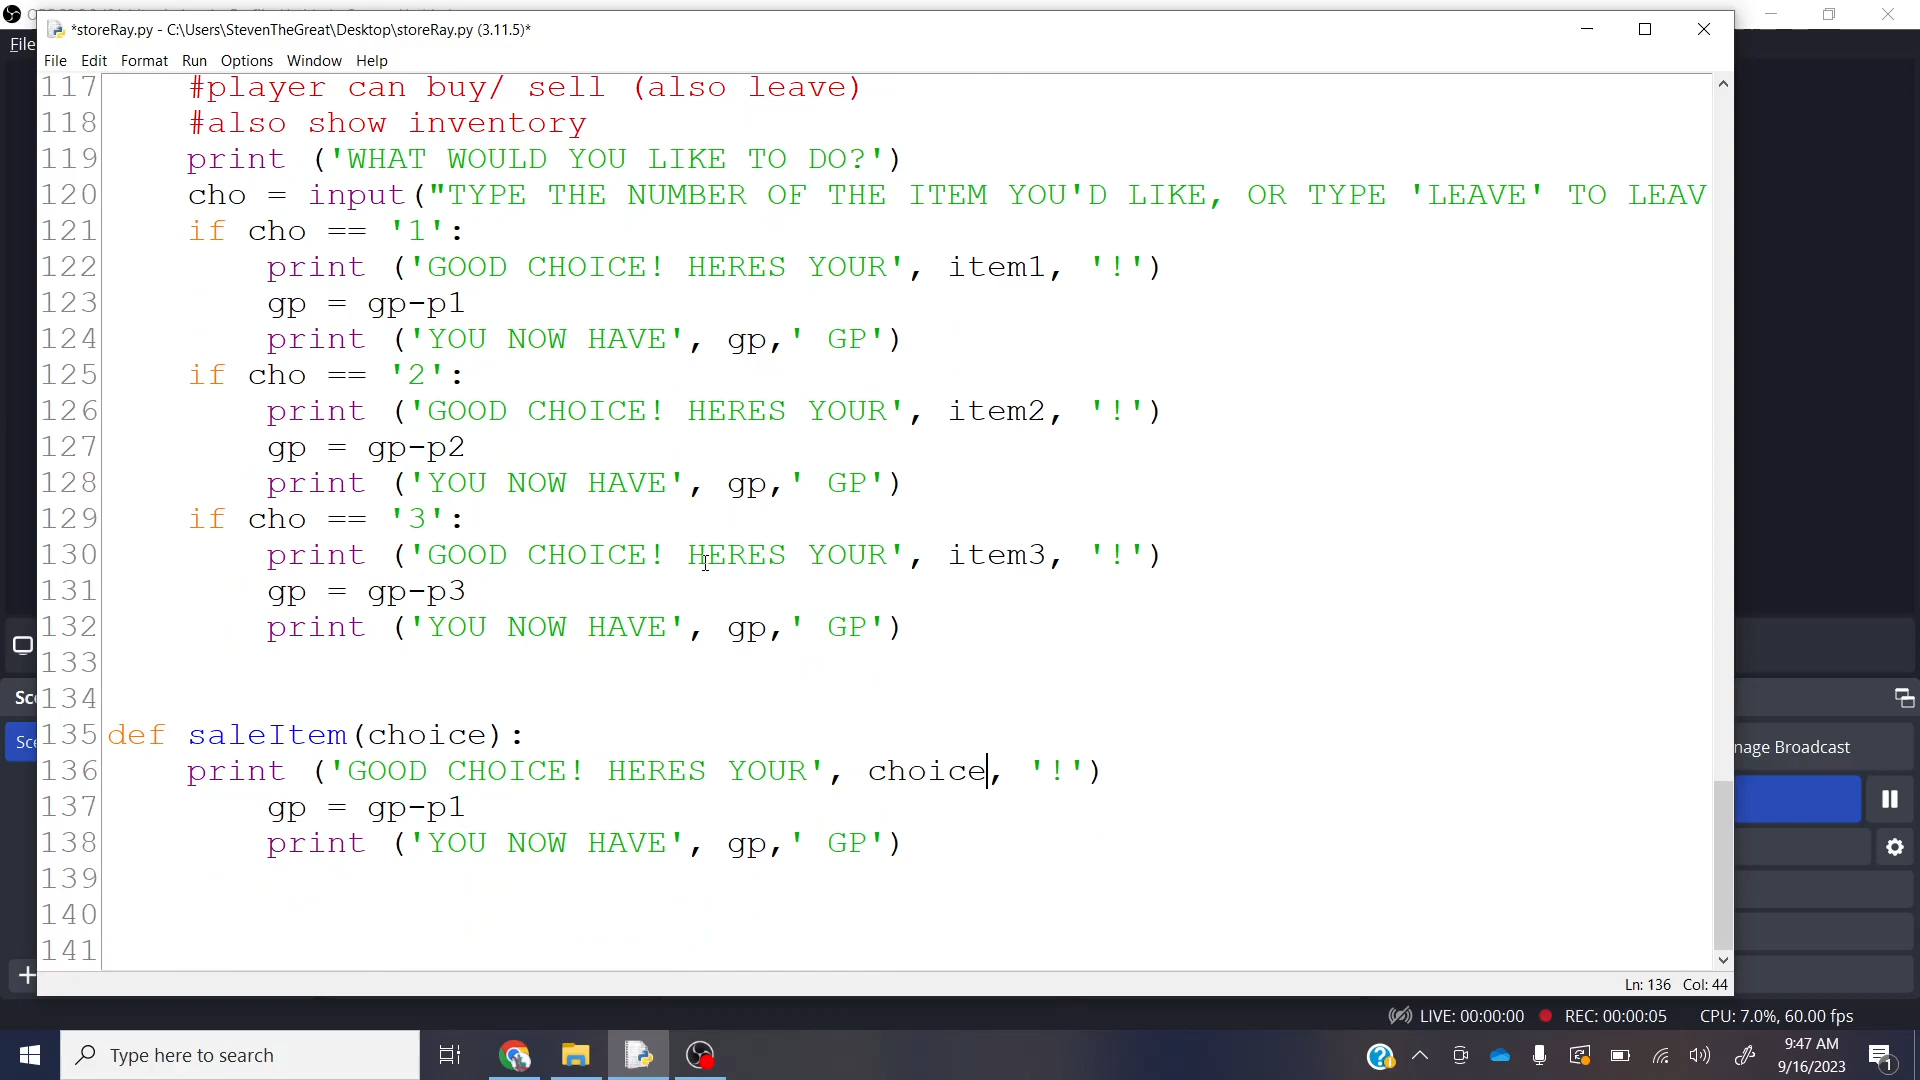 *storeRay.py - C:\Users\StevenTheGreat\Desktop\storeRay.py (3.11.5)*
File
File Edit Format Run Options Window Help
117 #player can buy/ sell (also leave)
118 #also show inventory
119 print ('WHAT WOULD YOU LIKE TO DO?')
120 cho = input("TYPE THE NUMBER OF THE ITEM YOU'D LIKE, OR TYPE 'LEAVE' TO LEAV
121 if cho == '1':
122 print ('GOOD CHOICE! HERES YOUR', item1, '!')
123 gp = gp-p1
124 print ('YOU NOW HAVE', gp,' GP')
125 if cho == '2':
126 print ('GOOD CHOICE! HERES YOUR', item2, '!')
127 gp = gp-p2
128 print ('YOU NOW HAVE', gp,' GP')
129 if cho == '3':
130 print ('GOOD CHOICE! HERES YOUR', item3, '!')
131 gp = gp-p3
132 print ('YOU NOW HAVE', gp,' GP')
133
134
Sc
135 def saleItem(choice):
Sce
nage Broadcast
136 print ('GOOD CHOICE! HERES YOUR', choice, '!')
137 gp = gp-p1
138 print ('YOU NOW HAVE', gp,' GP')
139
140
141
Ln: 136 Col: 44
LIVE: 00:00:00 REC: 00:00:05 CPU: 7.0%, 60.00 fps
Type here to search
9:47 AM
9/16/2023
1